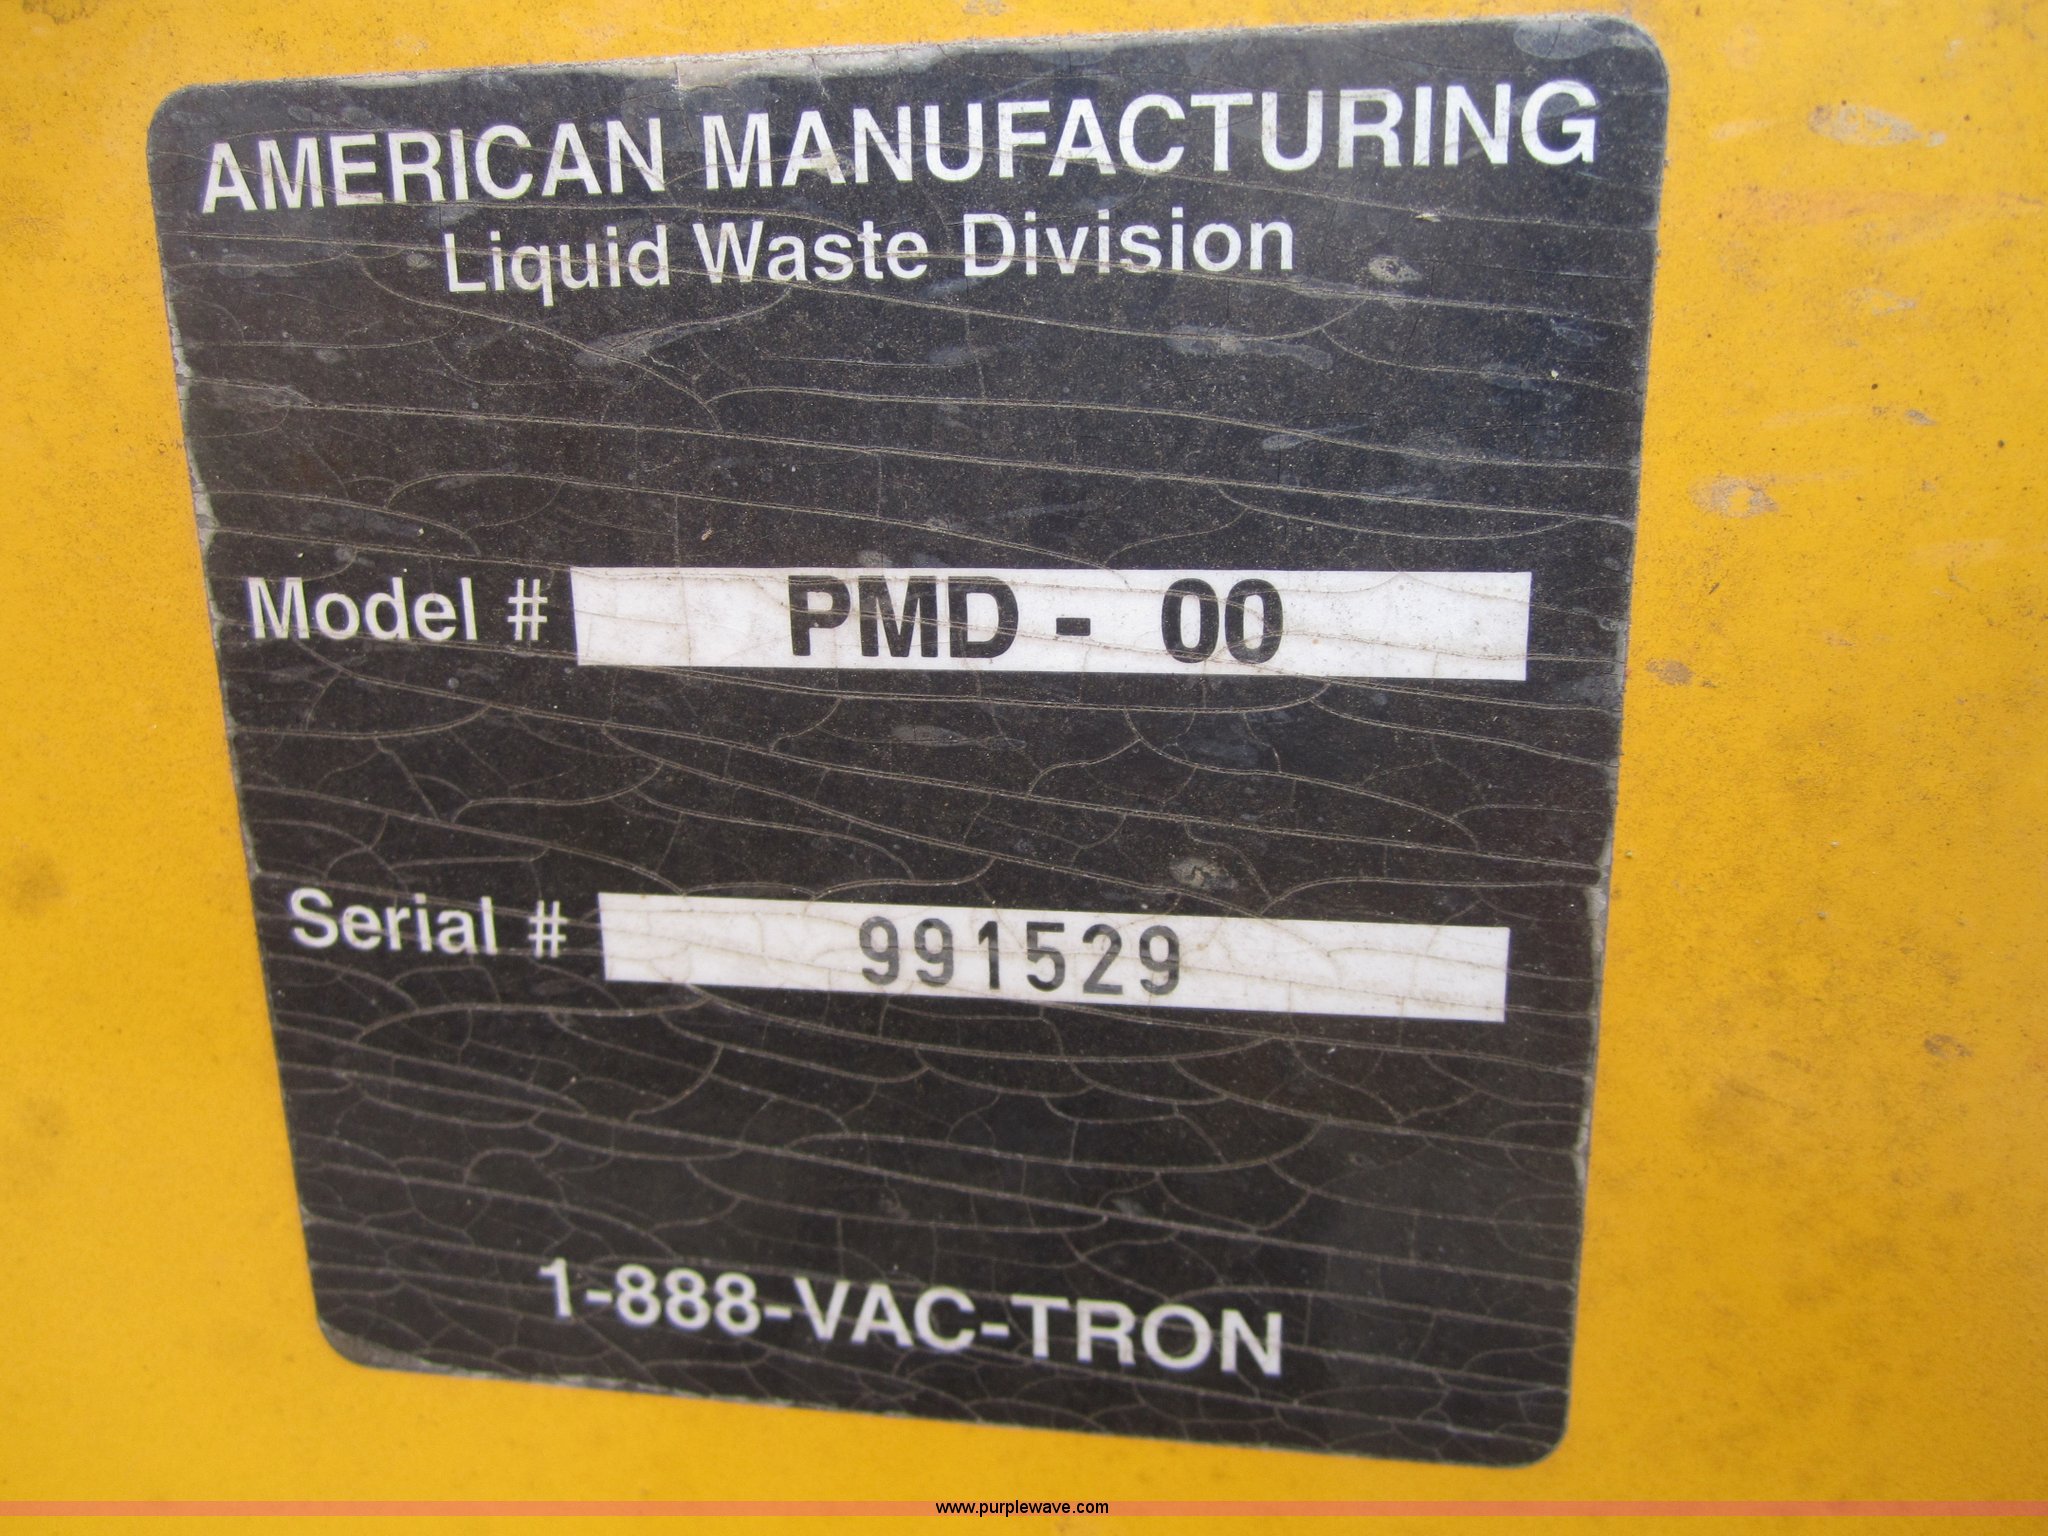 AMERICAN MANUFACTURING
Liquid Waste Division
Model # PMD - 00
Serial # 991529
1-888-VAC-TRON
www.purplewave.com